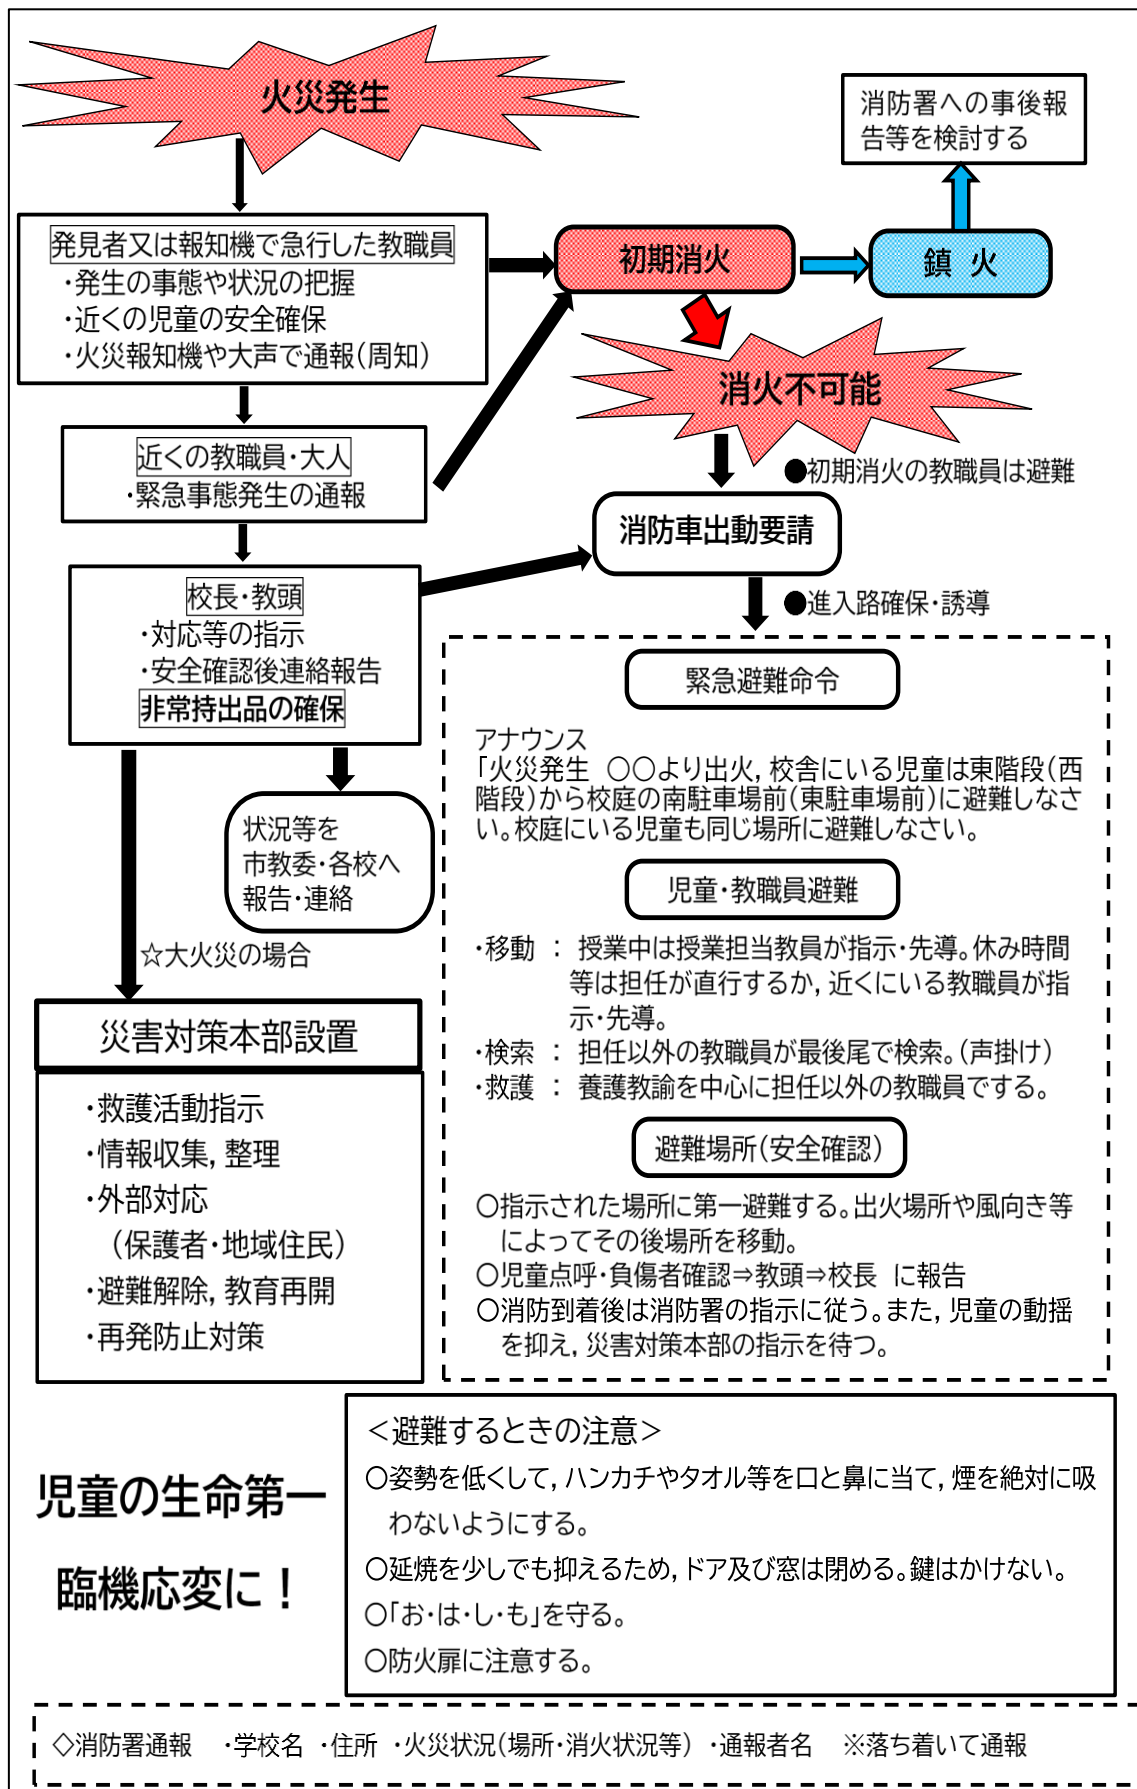 火災発生
消防署への事後報
告等を検討する
発見者又は報知機で急行した教職員
・発生の事態や状況の把握
・近くの児童の安全確保
・火災報知機や大声で通報（周知）
初期消火
鎮 火
消火不可能
近くの教職員・大人
・緊急事態発生の通報
●初期消火の教職員は避難
消防車出動要請
校長・教頭
・対応等の指示
・安全確認後連絡報告
非常持出品の確保
●進入路確保・誘導
緊急避難命令
アナウンス
「火災発生　〇〇より出火，校舎にいる児童は東階段（西
階段）から校庭の南駐車場前（東駐車場前）に避難しなさ
い。校庭にいる児童も同じ場所に避難しなさい。
状況等を
市教委・各校へ
報告・連絡
児童・教職員避難
・移動 ： 授業中は授業担当教員が指示・先導。休み時間
等は担任が直行するか，近くにいる教職員が指
示・先導。
・検索 ： 担任以外の教職員が最後尾で検索。（声掛け）
・救護 ： 養護教諭を中心に担任以外の教職員でする。
☆大火災の場合
災害対策本部設置
・救護活動指示
・情報収集，整理
・外部対応
（保護者・地域住民）
・避難解除，教育再開
・再発防止対策
避難場所（安全確認）
〇指示された場所に第一避難する。出火場所や風向き等
によってその後場所を移動。
〇児童点呼・負傷者確認⇒教頭⇒校長 に報告
〇消防到着後は消防署の指示に従う。また，児童の動揺
を抑え，災害対策本部の指示を待つ。
児童の生命第一
臨機応変に！
＜避難するときの注意＞
〇姿勢を低くして，ハンカチやタオル等を口と鼻に当て，煙を絶対に吸
わないようにする。
〇延焼を少しでも抑えるため，ドア及び窓は閉める。鍵はかけない。
〇「お・は・し・も」を守る。
〇防火扉に注意する。
◇消防署通報　・学校名 ・住所 ・火災状況（場所・消火状況等） ・通報者名　※落ち着いて通報